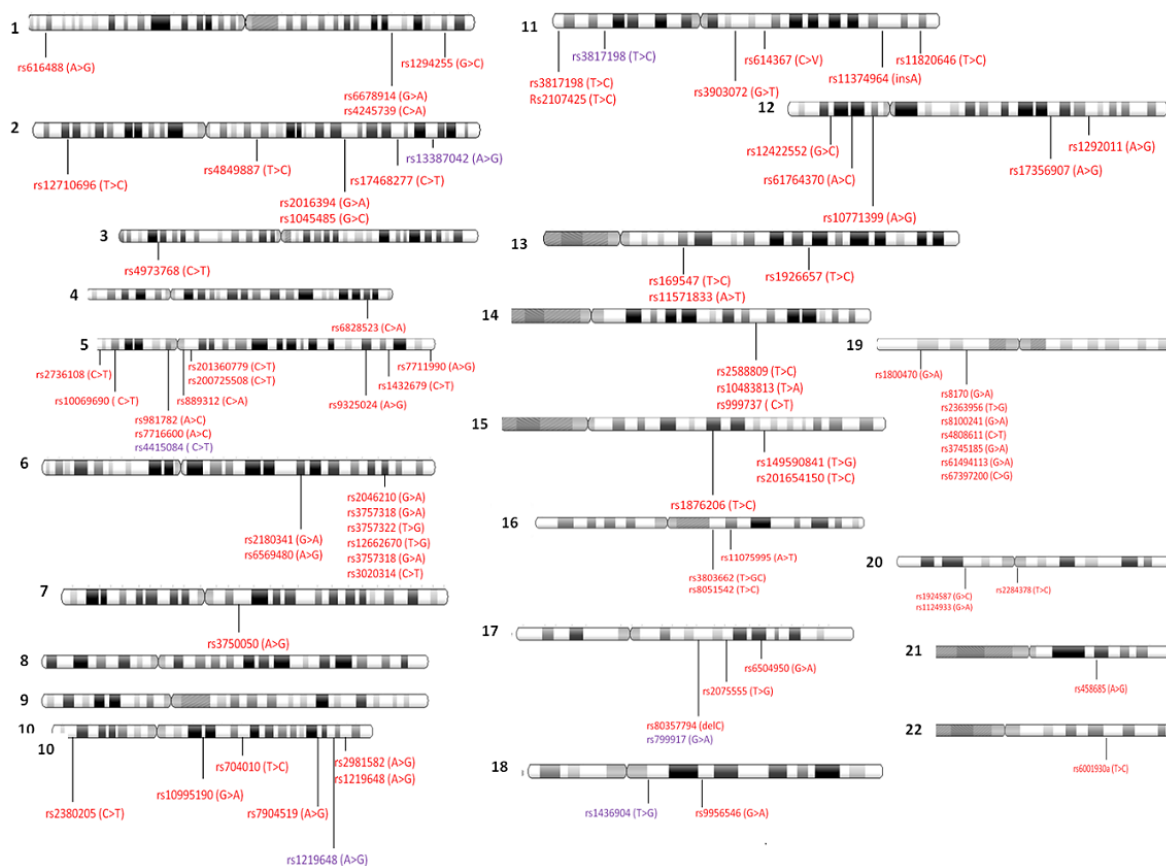 1
rs616488 (A>G)
rs1294255 (G>C)
rs6678914 (G>A)
rs4245739 (C>A)
2
rs12710696 (T>C)
rs4849887 (T>C)
rs13387042 (A>G)
rs17468277 (C>T)
rs2016394 (G>A)
rs1045485 (G>C)
3
rs4973768 (C>T)
4
rs6828523 (C>A)
5
rs2736108 (C>T)
rs10069690 ( C>T)
rs201360779 (C>T)
rs200725508 (C>T)
rs889312 (C>A)
rs981782 (A>C)
rs7716600 (A>C)
rs4415084 ( C>T)
rs7711990 (A>G)
rs1432679 (C>T)
rs9325024 (A>G)
6
rs2046210 (G>A)
rs3757318 (G>A)
rs3757322 (T>G)
rs12662670 (T>G)
rs3757318 (G>A)
rs3020314 (C>T)
rs2180341 (G>A)
rs6569480 (A>G)
7
rs3750050 (A>G)
8
9
10
10
rs2380205 (C>T)
rs10995190 (G>A)
rs704010 (T>C)
rs7904519 (A>G)
rs2981582 (A>G)
rs1219648 (A>G)
rs1219648 (A>G)
11
rs3817198 (T>C)
rs3817198 (T>C)
Rs2107425 (T>C)
rs614367 (C>V)
rs3903072 (G>T)
rs11374964 (insA)
rs11820646 (T>C)
12
rs12422552 (G>C)
rs61764370 (A>C)
rs10771399 (A>G)
rs17356907 (A>G)
rs1292011 (A>G)
13
rs169547 (T>C)
rs11571833 (A>T)
rs1926657 (T>C)
14
rs2588809 (T>C)
rs10483813 (T>A)
rs999737 ( C>T)
15
rs149590841 (T>G)
rs201654150 (T>C)
rs1876206 (T>C)
16
rs11075995 (A>T)
rs3803662 (T>GC)
rs8051542 (T>C)
17
rs6504950 (G>A)
rs2075555 (T>G)
rs80357794 (delC)
rs799917 (G>A)
18
rs1436904 (T>G)
rs9956546 (G>A)
19
rs1800470 (G>A)
rs8170 (G>A)
rs2363956 (T>G)
rs8100241 (G>A)
rs4808611 (C>T)
rs3745185 (G>A)
rs61494113 (G>A)
rs67397200 (C>G)
20
rs1924587 (G>C)
rs1124933 (G>A)
rs2284378 (T>C)
21
rs458685 (A>G)
22
rs6001930a (T>C)